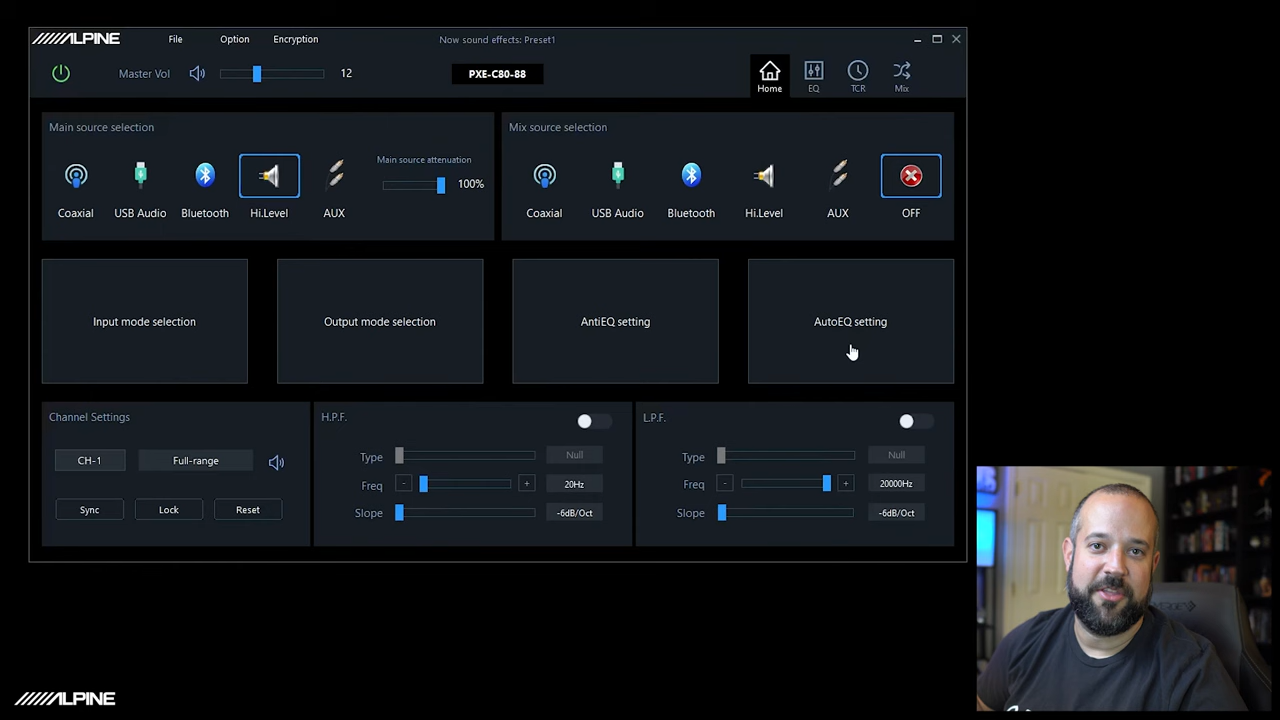 ALPINE
File Option Encryption Now sound effects: Preset1
Master Vol 12 PXE-C80-88
Home EQ TCR Mix
Main source selection
Main source attenuation
100%
Coaxial USB Audio Bluetooth Hi.Level AUX
Mix source selection
Coaxial USB Audio Bluetooth Hi.Level AUX OFF
Input mode selection
Output mode selection
AntiEQ setting
AutoEQ setting
Channel Settings
CH-1 Full-range
Sync Lock Reset
H.P.F.
Type Null
Freq - + 20Hz
Slope -6dB/Oct
L.P.F.
Type Null
Freq - + 20000Hz
Slope -6dB/Oct
ALPINE